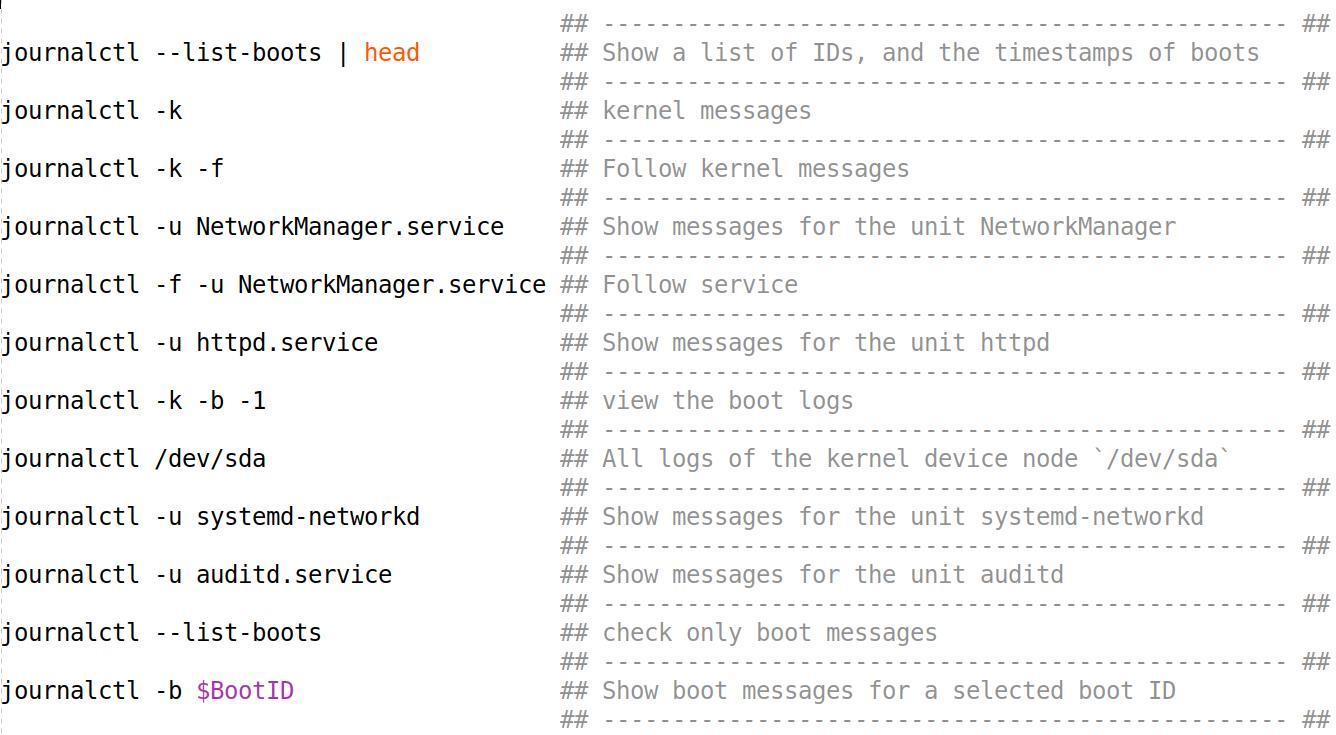 ## ------------------------------------------------- ##
journalctl --list-boots | head          ## Show a list of IDs, and the timestamps of boots
                                        ## ------------------------------------------------- ##
journalctl -k                           ## kernel messages
                                        ## ------------------------------------------------- ##
journalctl -k -f                        ## Follow kernel messages
                                        ## ------------------------------------------------- ##
journalctl -u NetworkManager.service    ## Show messages for the unit NetworkManager
                                        ## ------------------------------------------------- ##
journalctl -f -u NetworkManager.service ## Follow service
                                        ## ------------------------------------------------- ##
journalctl -u httpd.service             ## Show messages for the unit httpd
                                        ## ------------------------------------------------- ##
journalctl -k -b -1                     ## view the boot logs
                                        ## ------------------------------------------------- ##
journalctl /dev/sda                     ## All logs of the kernel device node `/dev/sda`
                                        ## ------------------------------------------------- ##
journalctl -u systemd-networkd          ## Show messages for the unit systemd-networkd
                                        ## ------------------------------------------------- ##
journalctl -u auditd.service            ## Show messages for the unit auditd
                                        ## ------------------------------------------------- ##
journalctl --list-boots                 ## check only boot messages
                                        ## ------------------------------------------------- ##
journalctl -b $BootID                   ## Show boot messages for a selected boot ID
                                        ## ------------------------------------------------- ##